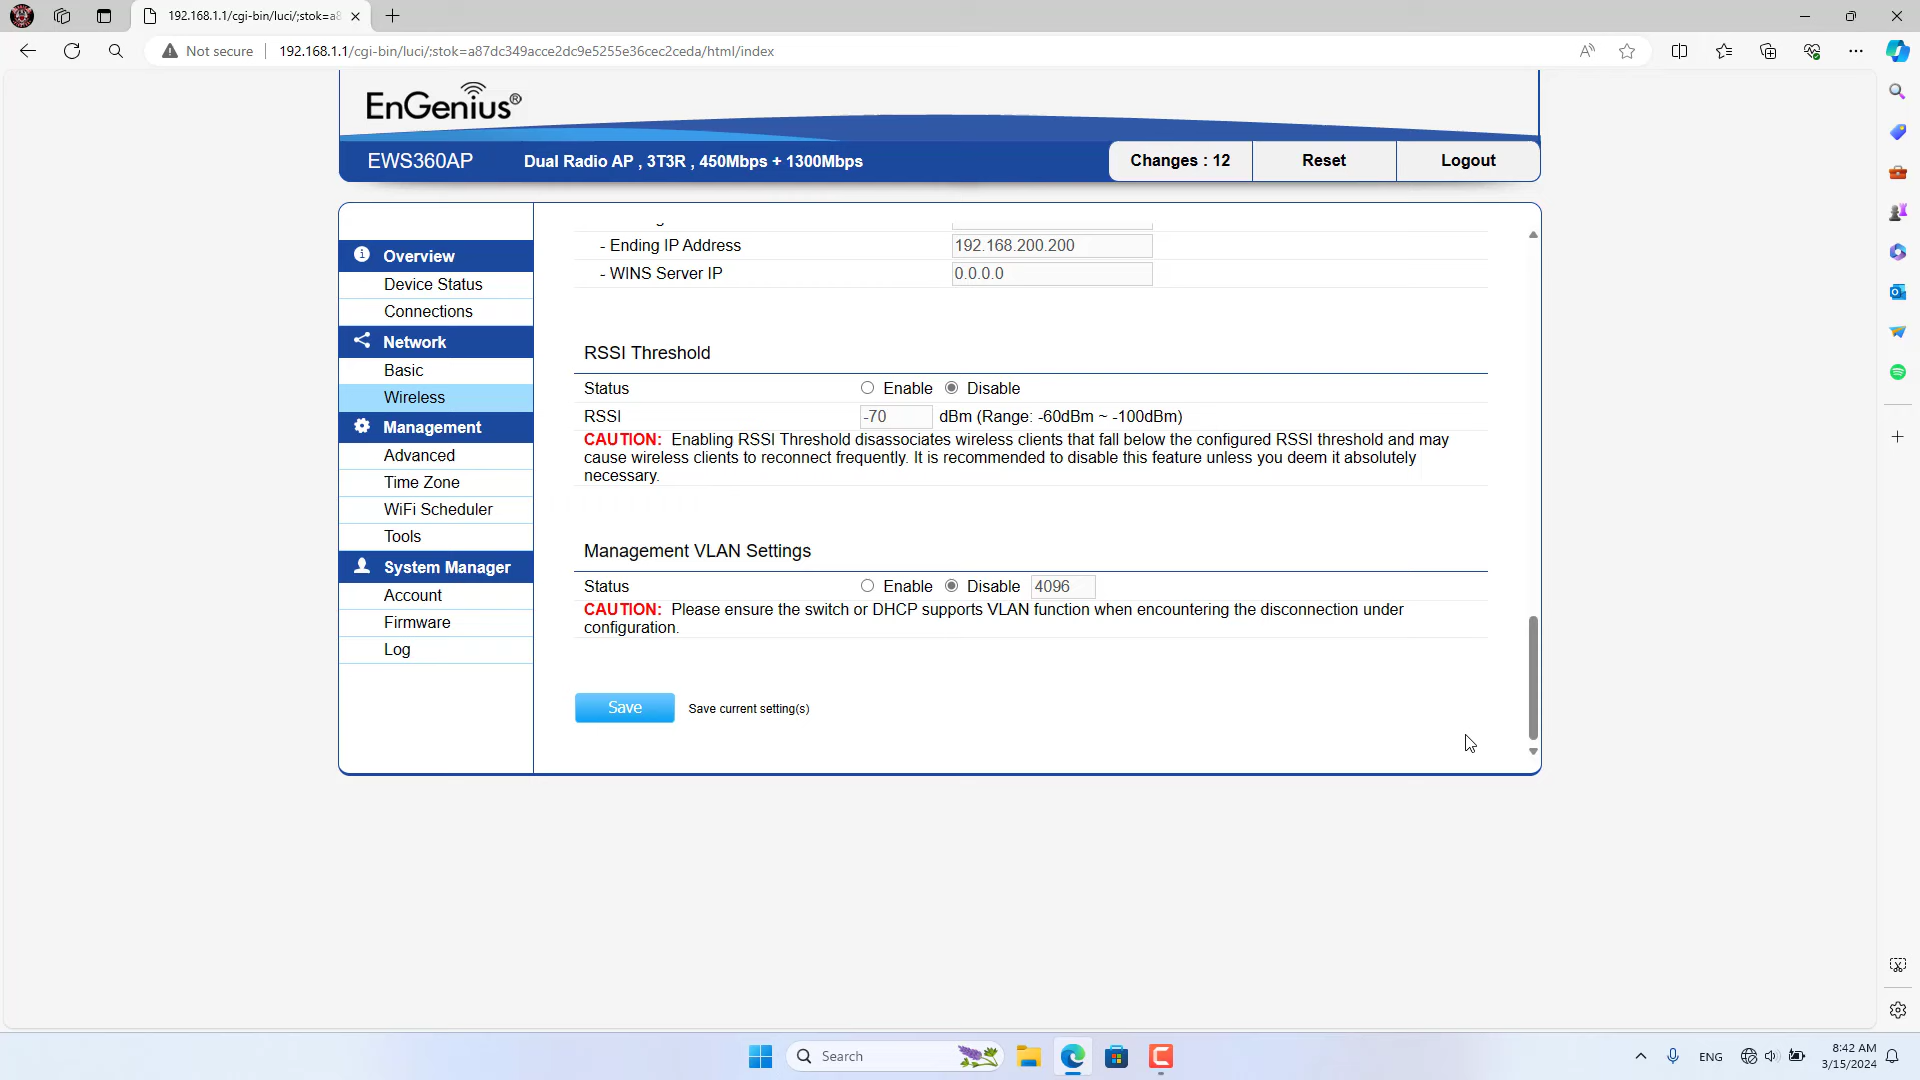 192.168.1.1/cgi-bin/luci/;stok=a8
Not secure
192.168.1.1/cgi-bin/luci/;stok=a87dc349acce2dc9e5255e36cec2ceda/html/index
EnGenius®
EWS360AP
Dual Radio AP , 3T3R , 450Mbps + 1300Mbps
Changes : 12
Reset
Logout
Overview
Device Status
Connections
Network
Basic
Wireless
Management
Advanced
Time Zone
WiFi Scheduler
Tools
System Manager
Account
Firmware
Log
- Ending IP Address 192.168.200.200
- WINS Server IP 0.0.0.0
RSSI Threshold
Status Enable Disable
RSSI -70 dBm (Range: -60dBm ~ -100dBm)
CAUTION: Enabling RSSI Threshold disassociates wireless clients that fall below the configured RSSI threshold and may
cause wireless clients to reconnect frequently. It is recommended to disable this feature unless you deem it absolutely
necessary.
Management VLAN Settings
Status Enable Disable 4096
CAUTION: Please ensure the switch or DHCP supports VLAN function when encountering the disconnection under
configuration.
Save Save current setting(s)
Search
ENG
8:42 AM
3/15/2024